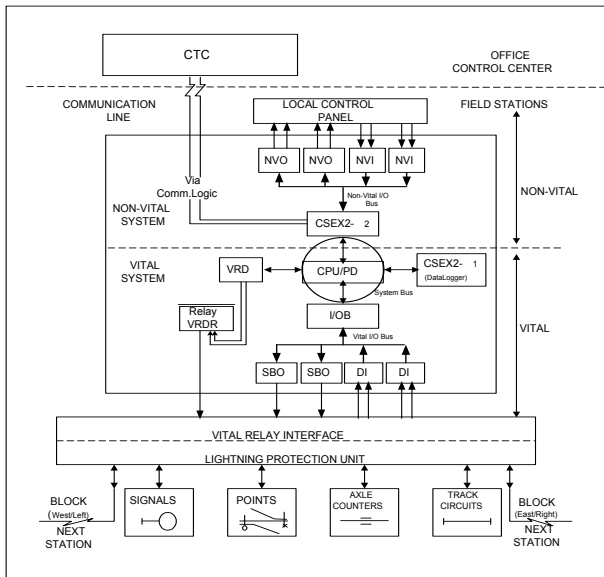 CTC
OFFICE
CONTROL CENTER
COMMUNICATION
LINE
LOCAL CONTROL
PANEL
FIELD STATIONS
NVO
NVO
NVI
NVI
Via
Comm.Logic
Non-Vital I/O
Bus
NON-VITAL
SYSTEM
CSEX2- 2
NON-VITAL
VITAL
SYSTEM
VRD
CPU/PD
CSEX2- 1
(DataLogger)
System Bus
Relay
VRDR
I/OB
VITAL
Vital I/O Bus
SBO
SBO
DI
DI
VITAL RELAY INTERFACE
LIGHTNING PROTECTION UNIT
BLOCK
(West/Left)
NEXT
STATION
SIGNALS
POINTS
AXLE
COUNTERS
TRACK
CIRCUITS
BLOCK
(East/Right)
NEXT
STATION